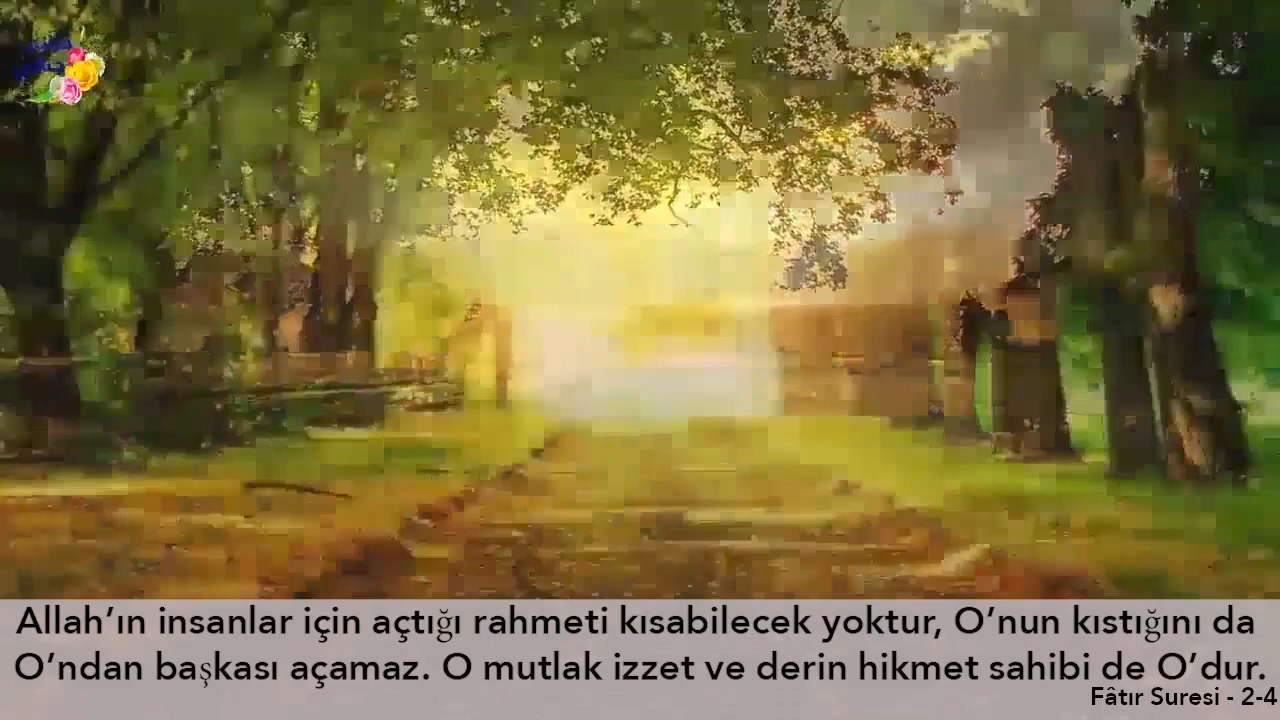 Allah’ın insanlar için açtığı rahmeti kısabilecek yoktur, O’nun kıstığını da
O’ndan başkası açamaz. O mutlak izzet ve derin hikmet sahibi de O’dur.
Fâtır Suresi - 2-4